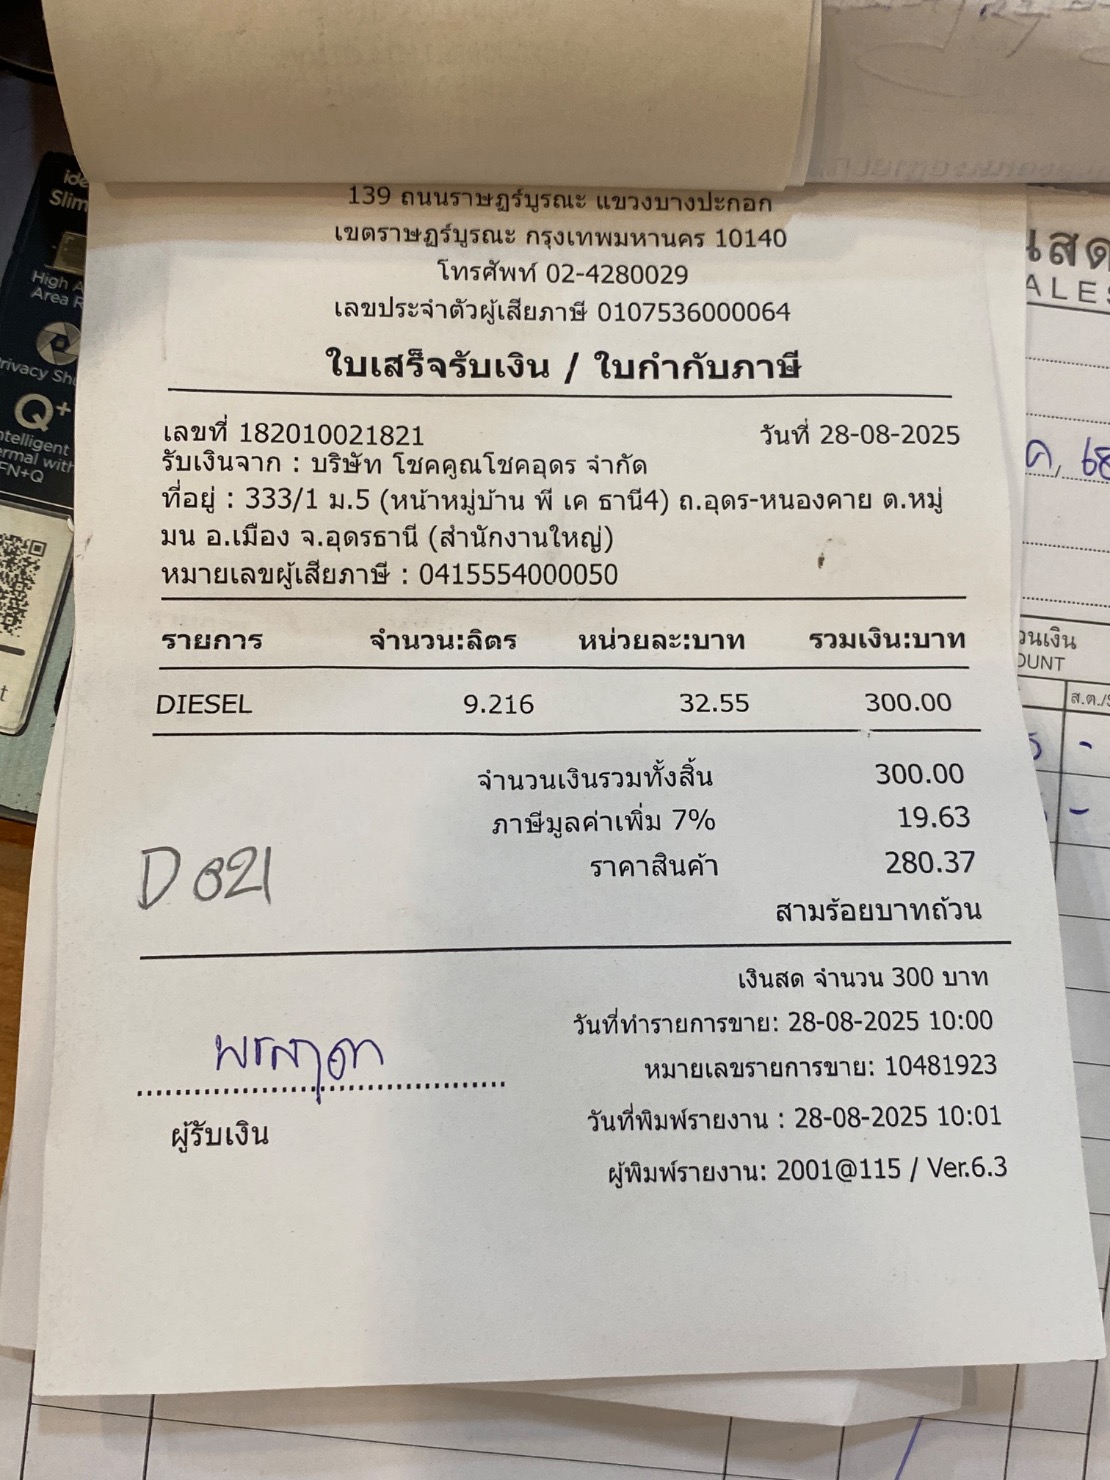 139 ถนนราษฎร์บูรณะ แขวงบางปะกอก
เขตราษฎร์บูรณะ กรุงเทพมหานคร 10140
โทรศัพท์ 02-4280029
เลขประจำตัวผู้เสียภาษี 0107536000064
ใบเสร็จรับเงิน / ใบกำกับภาษี
เลขที่ 182010021821 วันที่ 28-08-2025
รับเงินจาก : บริษัท โชคคูณโชคอุดร จำกัด
ที่อยู่ : 333/1 ม.5 (หน้าหมู่บ้าน พี เค ธานี4) ถ.อุดร-หนองคาย ต.หมู่
มน อ.เมือง จ.อุดรธานี (สำนักงานใหญ่)
หมายเลขผู้เสียภาษี : 0415554000050
รายการ จำนวน:ลิตร หน่วยละ:บาท รวมเงิน:บาท
DIESEL 9.216 32.55 300.00
จำนวนเงินรวมทั้งสิ้น 300.00
ภาษีมูลค่าเพิ่ม 7% 19.63
ราคาสินค้า 280.37
D 021
สามร้อยบาทถ้วน
เงินสด จำนวน 300 บาท
วันที่ทำรายการขาย: 28-08-2025 10:00
หมายเลขรายการขาย: 10481923
วันที่พิมพ์รายงาน : 28-08-2025 10:01
ผู้รับเงิน
ผู้พิมพ์รายงาน: 2001@115 / Ver.6.3